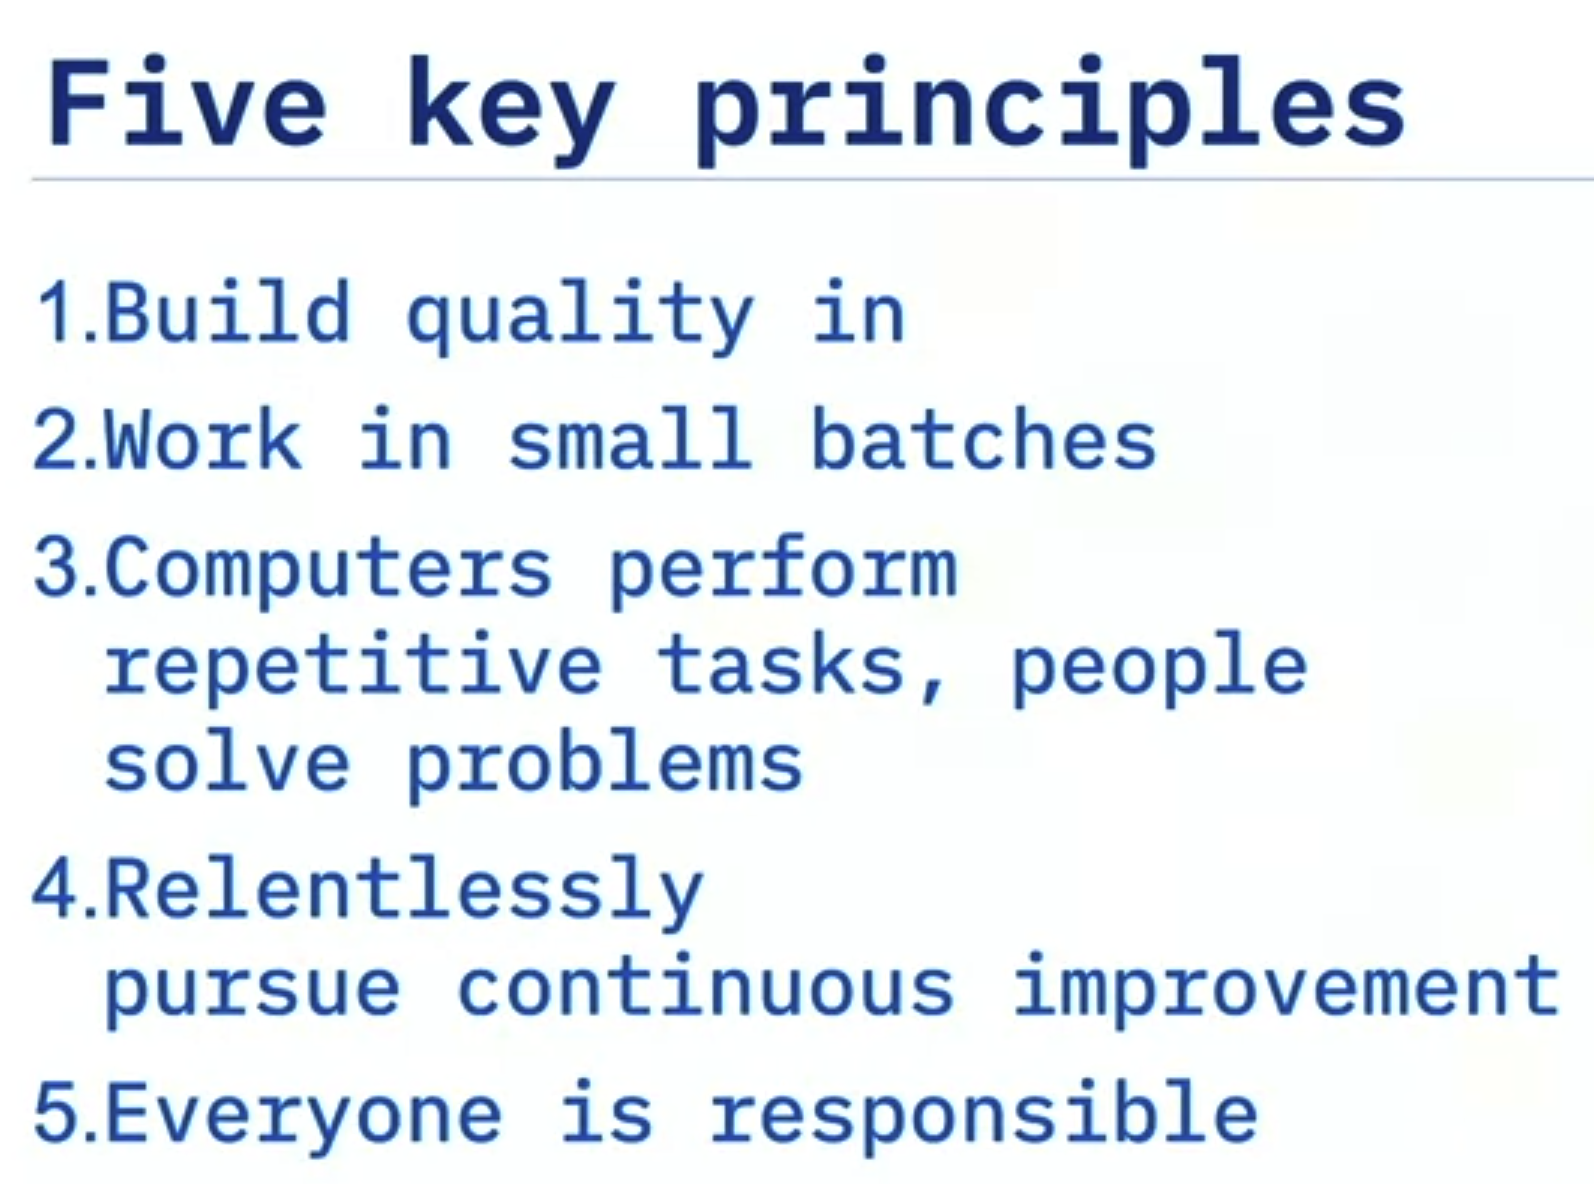 Five key principles
1.Build quality in
2.Work in small batches
3.Computers perform
repetitive tasks, people
solve problems
4.Relentlessly
pursue continuous improvement
5.Everyone is responsible